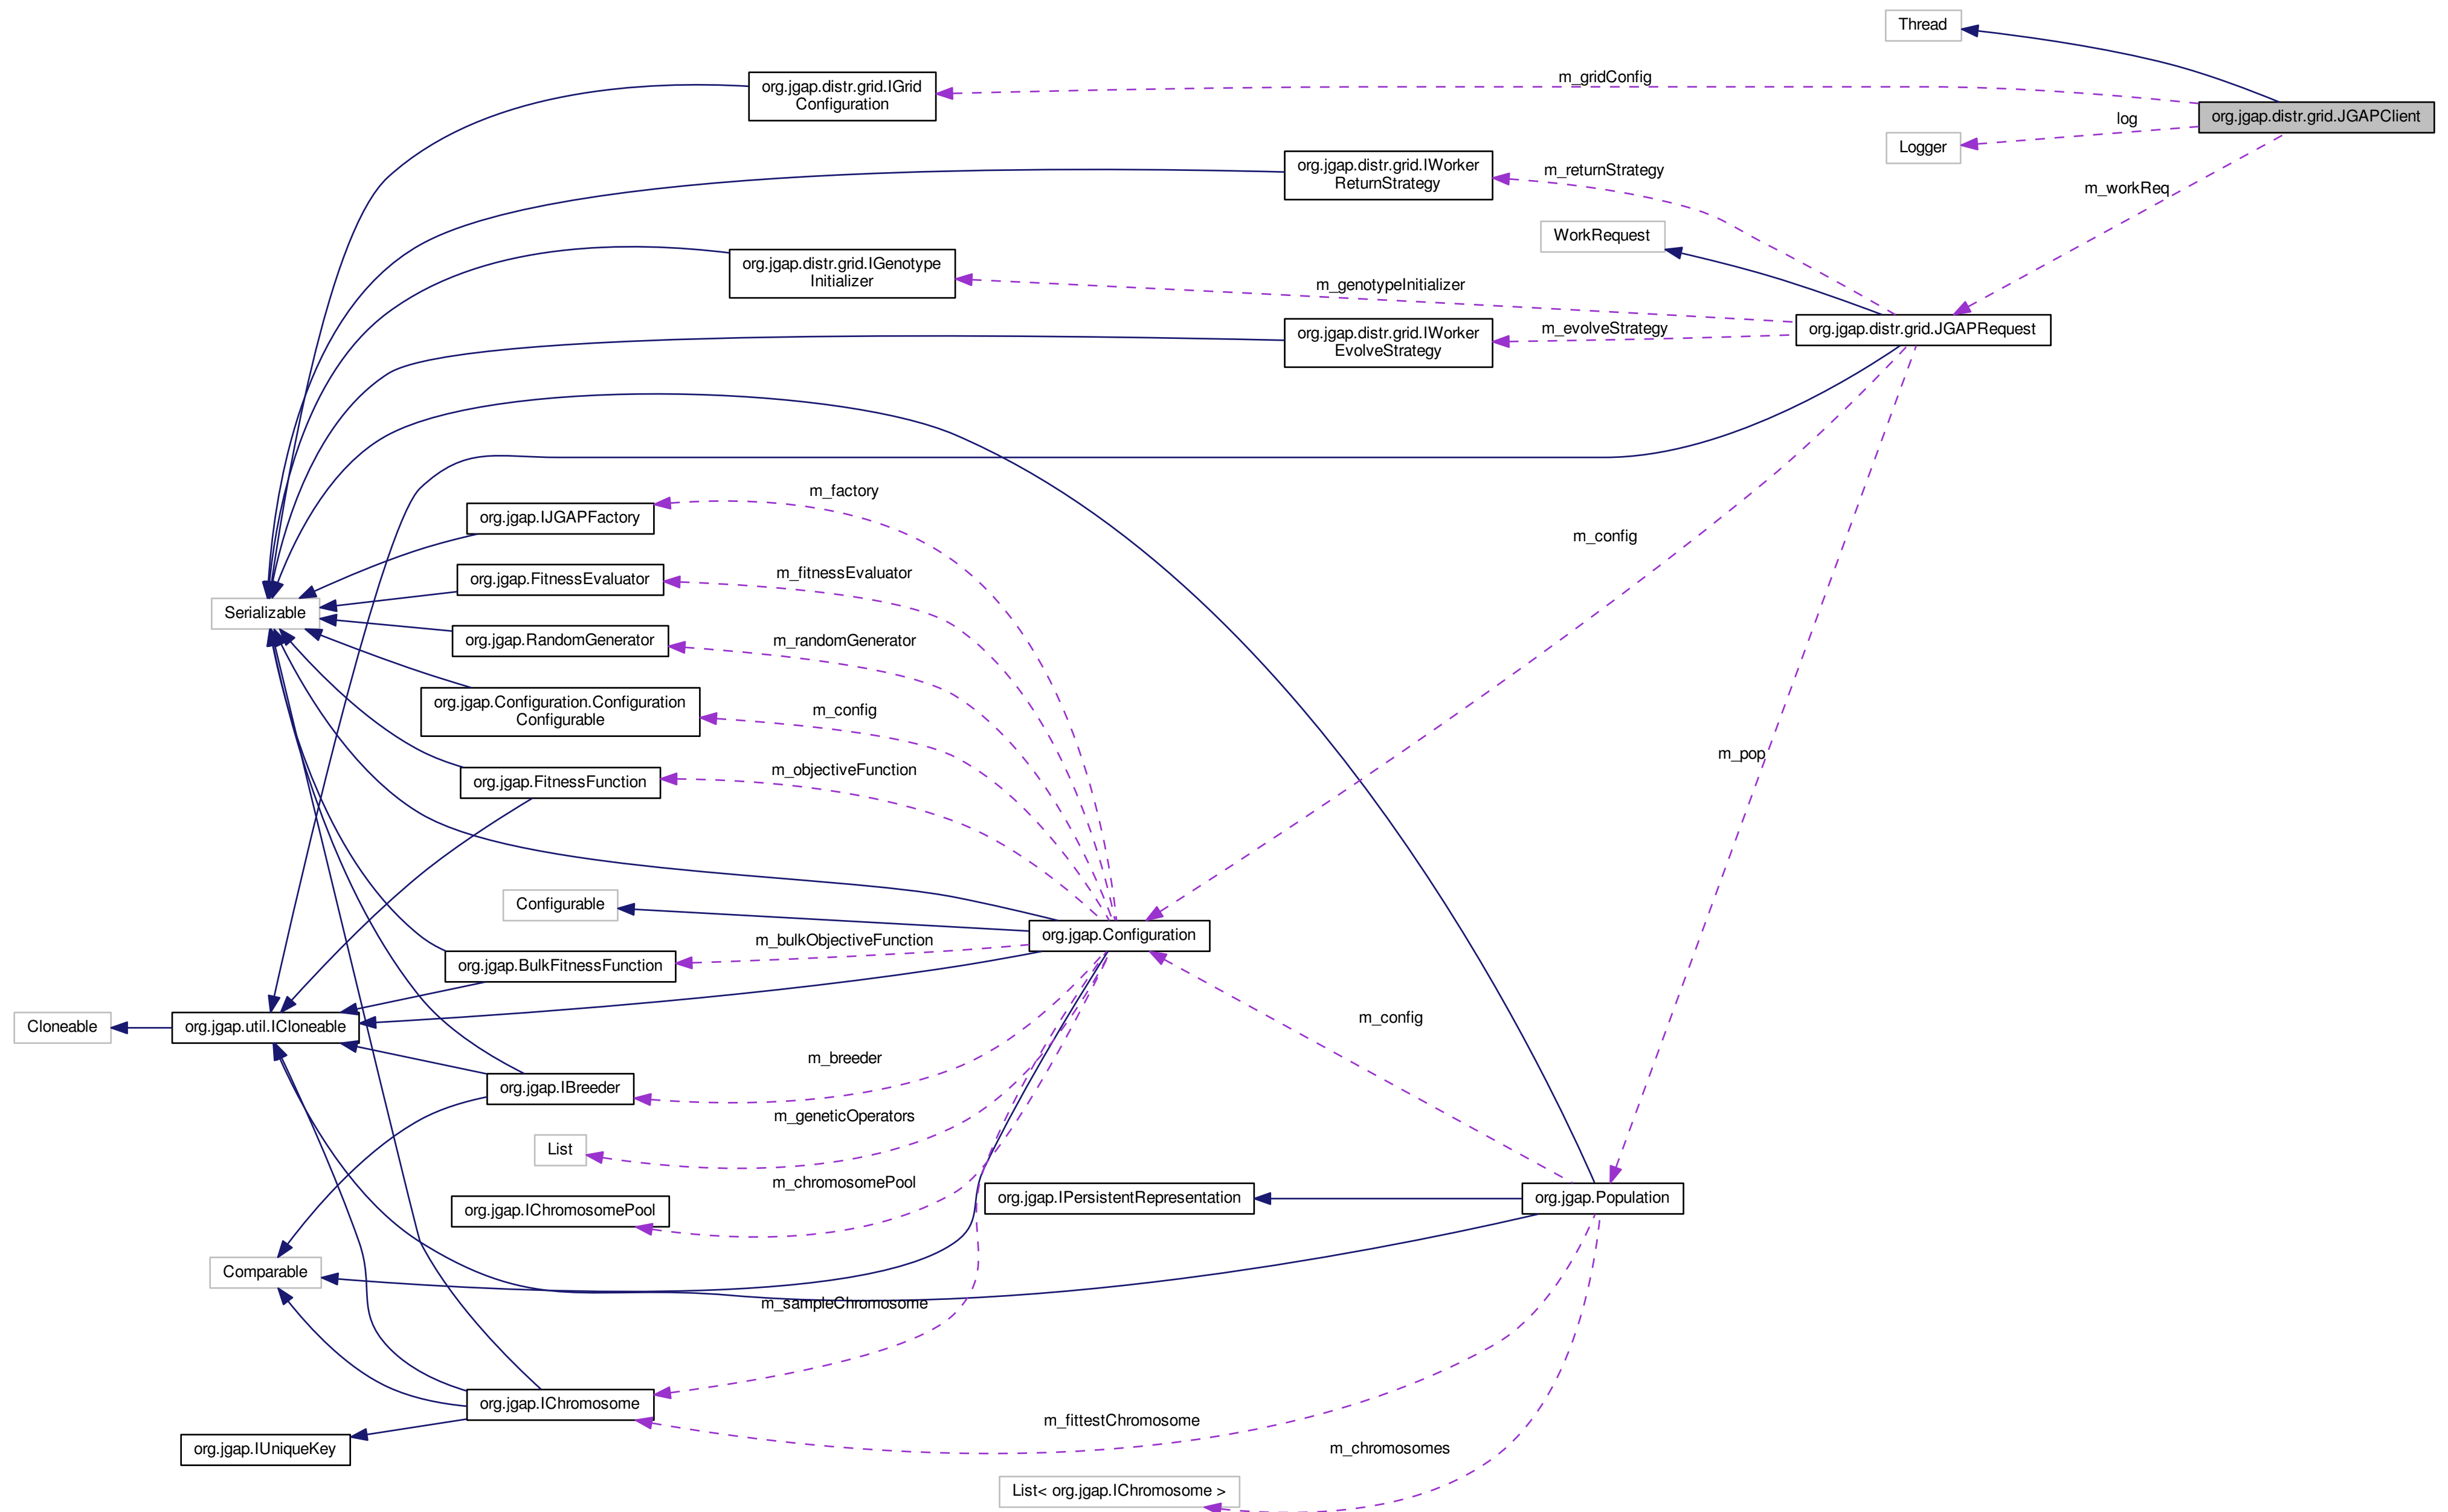 Thread
m_gridConfig
org.jgap.distr.grid.IGrid
Configuration
org.jgap.distr.grid.JGAPClient
log
Logger
org.jgap.distr.grid.IWorker
ReturnStrategy
m_returnStrategy
m_workReq
WorkRequest
org.jgap.distr.grid.IGenotype
Initializer
m_genotypeInitializer
org.jgap.distr.grid.IWorker
EvolveStrategy
m_evolveStrategy
org.jgap.distr.grid.JGAPRequest
m_factory
org.jgap.IJGAPFactory
m_config
m_fitnessEvaluator
org.jgap.FitnessEvaluator
Serializable
m_randomGenerator
org.jgap.RandomGenerator
org.jgap.Configuration.Configuration
Configurable
m_config
m_pop
m_objectiveFunction
org.jgap.FitnessFunction
Configurable
m_bulkObjectiveFunction
org.jgap.Configuration
org.jgap.BulkFitnessFunction
Cloneable
org.jgap.util.ICloneable
m_config
m_breeder
org.jgap.IBreeder
m_geneticOperators
List
m_chromosomePool
org.jgap.IChromosomePool
org.jgap.IPersistentRepresentation
org.jgap.Population
Comparable
m_sampleChromosome
org.jgap.IChromosome
m_fittestChromosome
org.jgap.IUniqueKey
m_chromosomes
List< org.jgap.IChromosome >